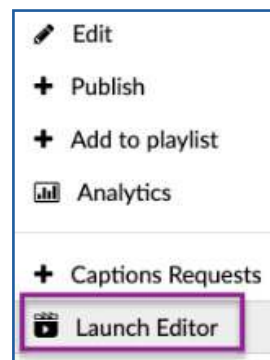 Edit
Publish
Add to playlist
Analytics
Captions Requests
Launch Editor